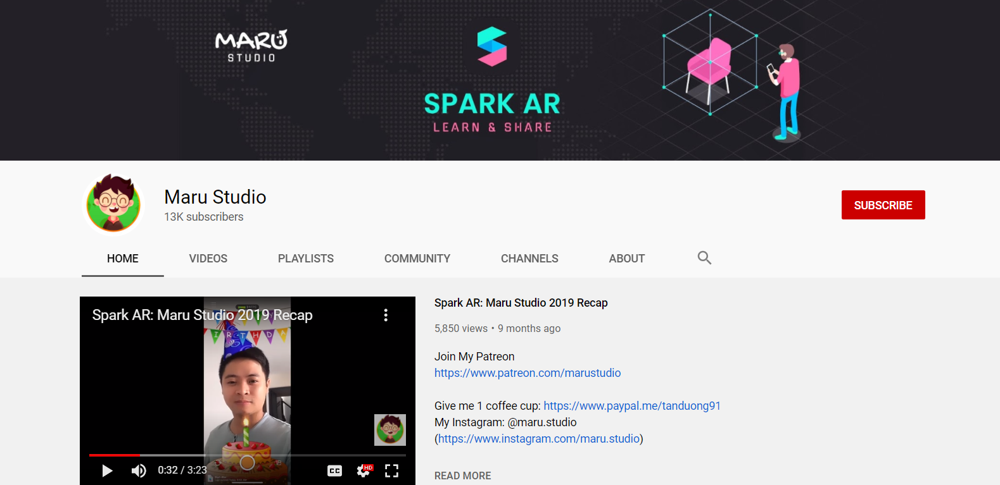 MARU
STUDIO
SPARK AR
LEARN & SHARE
Maru Studio
13K subscribers
SUBSCRIBE
HOME VIDEOS PLAYLISTS COMMUNITY CHANNELS ABOUT
Spark AR: Maru Studio 2019 Recap
IRTHDA
0:32 / 3:23
CC
HD
Spark AR: Maru Studio 2019 Recap
5,850 views • 9 months ago
Join My Patreon
https://www.patreon.com/marustudio
Give me 1 coffee cup: https://www.paypal.me/tanduong91
My Instagram: @maru.studio
(https://www.instagram.com/maru.studio)
READ MORE